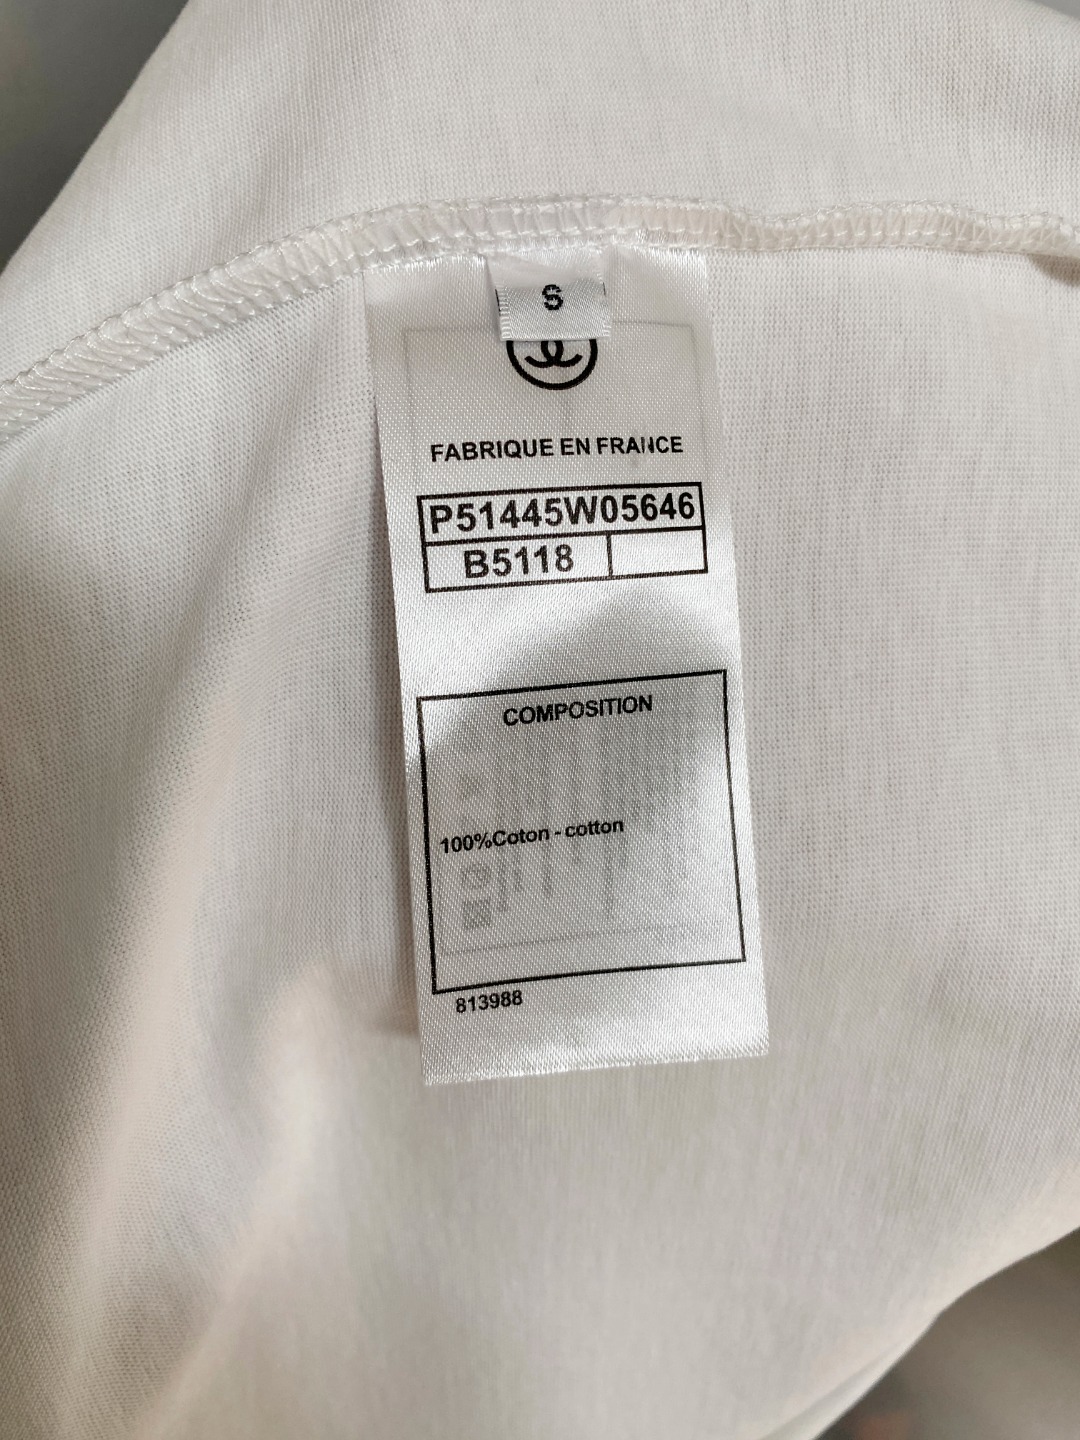 S
FABRIQUE EN FRANCE
P51445W05646
B5118
COMPOSITION
100%Coton - cotton
813988